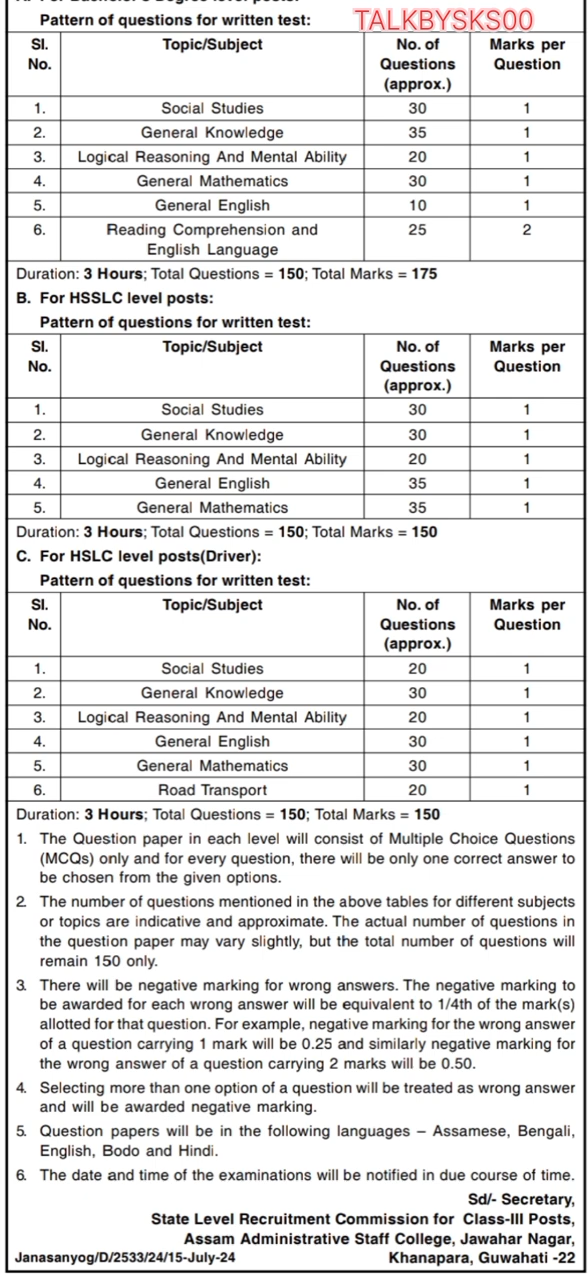 A. For Bachelor's Degree level posts:
Pattern of questions for written test:
TALKBYSKS00
Sl. No. Topic/Subject No. of Questions (approx.) Marks per Question
1. Social Studies 30 1
2. General Knowledge 35 1
3. Logical Reasoning And Mental Ability 20 1
4. General Mathematics 30 1
5. General English 10 1
6. Reading Comprehension and 25 2
English Language
Duration: 3 Hours; Total Questions = 150; Total Marks = 175
B. For HSSLC level posts:
Pattern of questions for written test:
Sl. No. Topic/Subject No. of Questions (approx.) Marks per Question
1. Social Studies 30 1
2. General Knowledge 30 1
3. Logical Reasoning And Mental Ability 20 1
4. General English 35 1
5. General Mathematics 35 1
Duration: 3 Hours; Total Questions = 150; Total Marks = 150
C. For HSLC level posts(Driver):
Pattern of questions for written test:
Sl. No. Topic/Subject No. of Questions (approx.) Marks per Question
1. Social Studies 20 1
2. General Knowledge 30 1
3. Logical Reasoning And Mental Ability 20 1
4. General English 30 1
5. General Mathematics 30 1
6. Road Transport 20 1
Duration: 3 Hours; Total Questions = 150; Total Marks = 150
1. The Question paper in each level will consist of Multiple Choice Questions
(MCQs) only and for every question, there will be only one correct answer to
be chosen from the given options.
2. The number of questions mentioned in the above tables for different subjects
or topics are indicative and approximate. The actual number of questions in
the question paper may vary slightly, but the total number of questions will
remain 150 only.
3. There will be negative marking for wrong answers. The negative marking to
be awarded for each wrong answer will be equivalent to 1/4th of the mark(s)
allotted for that question. For example, negative marking for the wrong answer
of a question carrying 1 mark will be 0.25 and similarly negative marking for
the wrong answer of a question carrying 2 marks will be 0.50.
4. Selecting more than one option of a question will be treated as wrong answer
and will be awarded negative marking.
5. Question papers will be in the following languages – Assamese, Bengali,
English, Bodo and Hindi.
6. The date and time of the examinations will be notified in due course of time.
Sd/- Secretary,
State Level Recruitment Commission for Class-III Posts,
Assam Administrative Staff College, Jawahar Nagar,
Janasanyog/D/2533/24/15-July-24 Khanapara, Guwahati -22